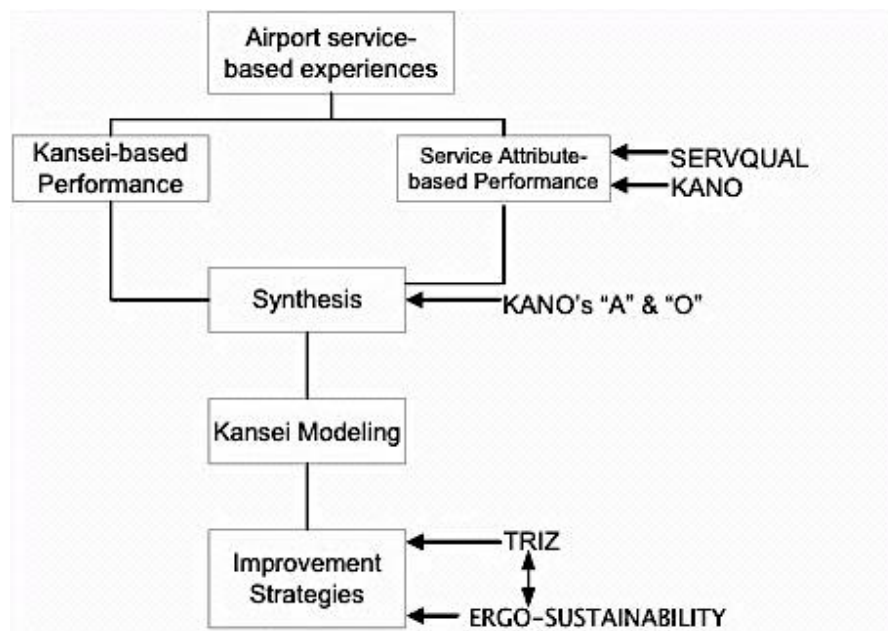 Airport service-
based experiences
Kansei-based
Performance
Service Attribute-
based Performance
SERVQUAL
KANO
Synthesis
KANO's "A" & "O"
Kansei Modeling
Improvement
Strategies
TRIZ
ERGO-SUSTAINABILITY